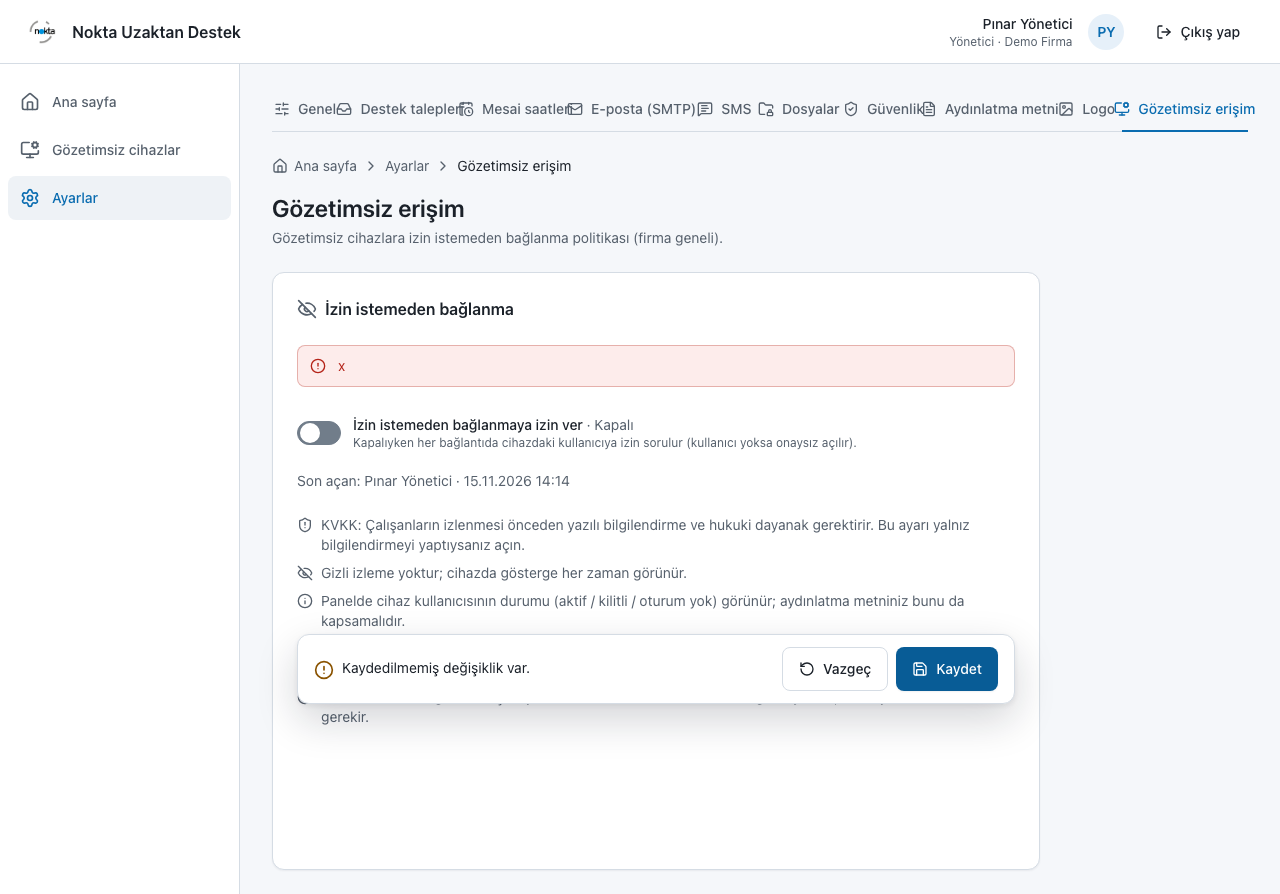 nokta
Nokta Uzaktan Destek
Pınar Yönetici
Yönetici · Demo Firma
PY
Çıkış yap
Ana sayfa
Gözetimsiz cihazlar
Ayarlar
Genel
Destek talepleri
Mesai saatleri
E-posta (SMTP)
SMS
Dosyalar
Güvenlik
Aydınlatma metni
Logo
Gözetimsiz erişim
Ana sayfa > Ayarlar > Gözetimsiz erişim
Gözetimsiz erişim
Gözetimsiz cihazlara izin istemeden bağlanma politikası (firma geneli).
İzin istemeden bağlanma
x
İzin istemeden bağlanmaya izin ver · Kapalı
Kapalıyken her bağlantıda cihazdaki kullanıcıya izin sorulur (kullanıcı yoksa onaysız açılır).
Son açan: Pınar Yönetici · 15.11.2026 14:14
KVKK: Çalışanların izlenmesi önceden yazılı bilgilendirme ve hukuki dayanak gerektirir. Bu ayarı yalnız
bilgilendirmeyi yaptıysanız açın.
Gizli izleme yoktur; cihazda gösterge her zaman görünür.
Panelde cihaz kullanıcısının durumu (aktif / kilitli / oturum yok) görünür; aydınlatma metniniz bunu da
kapsamalıdır.
Kaydedilmemiş değişiklik var.
Vazgeç
Kaydet
gerekir.